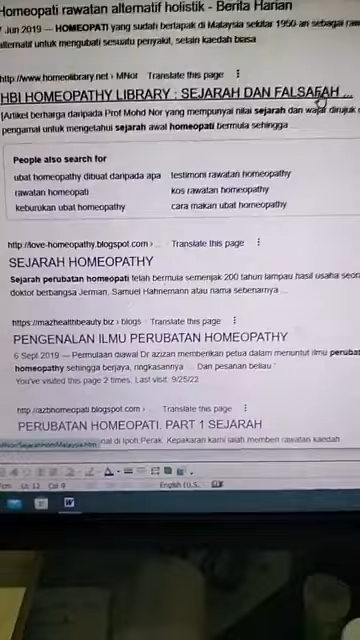 Homeopati rawatan alternatif holistik - Berita Harian
7 Jun 2019 — HOMEOPATI yang sudah bertapak di Malaysia sekitar 1950-an sebagai
alternatif untuk mengubati sesuatu penyakit, selain kaedah biasa
http://www.homeolibrary.net › MNor Translate this page
HBI HOMEOPATHY LIBRARY : SEJARAH DAN FALSAFAH ...
[Artikel berharga daripada Prof Mohd Nor yang mempunyai nilai sejarah dan wajar dirujuk
pengamal untuk mengetahui sejarah awal homeopati bermula sehingga
People also search for
ubat homeopathy dibuat daripada apa testimoni rawatan homeopathy
rawatan homeopati kos rawatan homeopathy
keburukan ubat homeopathy cara makan ubat homeopathy
http://love-homeopathy.blogspot.com › ... Translate this page
SEJARAH HOMEOPATHY
Sejarah perubatan homeopati telah bermula semenjak 200 tahun lampau hasil usaha
doktor berbangsa Jerman, Samuel Hahnemann atau nama sebenarnya ...
https://mazhealthbeauty.biz › blogs Translate this page
PENGENALAN ILMU PERUBATAN HOMEOPATHY
6 Sept 2019 — Permulaan diawal Dr azizan memberikan petua dalam menuntut ilmu
homeopathy sehingga berjaya, ringkasannya ... Dan pesanan beliau "
You've visited this page 2 times. Last visit: 9/25/22
http://azbhomeopati.blogspot.com › ... Translate this page
PERUBATAN HOMEOPATI. PART 1 SEJARAH
di Ipoh,Perak. Kepakaran kami ialah memberi rawatan kaedah
Ln 12 Col 9 English (U.S.